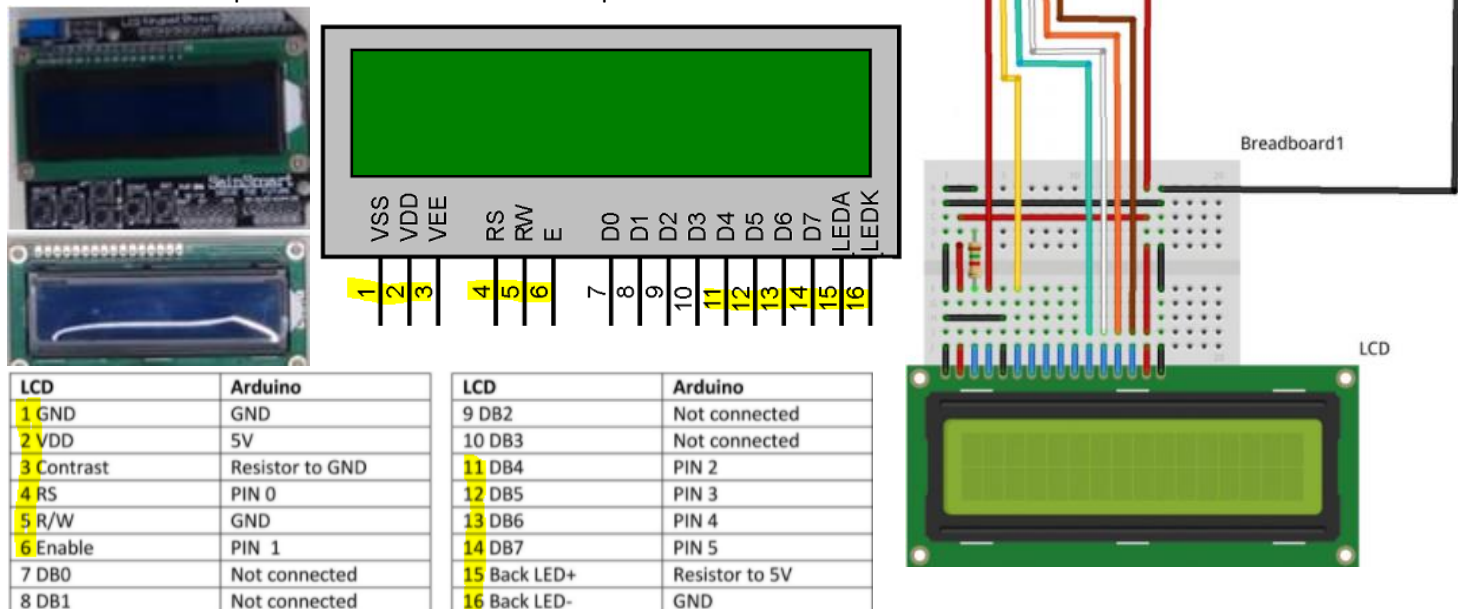 LCD Keypad Shield
SainSmart
VSS
VDD
VEE
RS
RW
E
D0
D1
D2
D3
D4
D5
D6
D7
LEDA
LEDK
1
2
3
4
5
6
7
8
9
10
11
12
13
14
15
16
Breadboard1
LCD
LCD Arduino
1 GND GND
2 VDD 5V
3 Contrast Resistor to GND
4 RS PIN 0
5 R/W GND
6 Enable PIN 1
7 DB0 Not connected
8 DB1 Not connected
LCD Arduino
9 DB2 Not connected
10 DB3 Not connected
11 DB4 PIN 2
12 DB5 PIN 3
13 DB6 PIN 4
14 DB7 PIN 5
15 Back LED+ Resistor to 5V
16 Back LED- GND